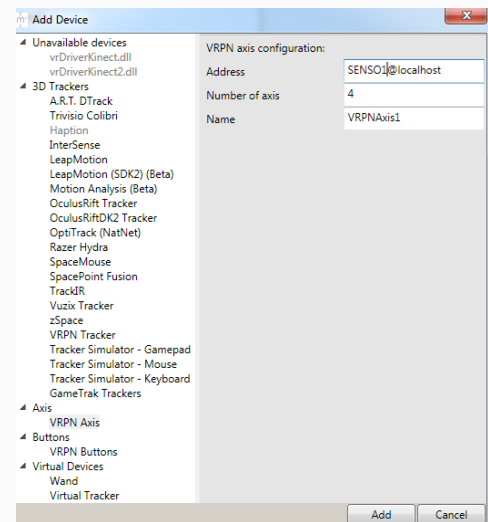 Add Device
Unavailable devices
vrDriverKinect.dll
vrDriverKinect2.dll
3D Trackers
A.R.T. DTrack
Trivisio Colibri
Haption
InterSense
LeapMotion
LeapMotion (SDK2) (Beta)
Motion Analysis (Beta)
OculusRift Tracker
OculusRiftDK2 Tracker
OptiTrack (NatNet)
Razer Hydra
SpaceMouse
SpacePoint Fusion
TrackIR
Vuzix Tracker
zSpace
VRPN Tracker
Tracker Simulator - Gamepad
Tracker Simulator - Mouse
Tracker Simulator - Keyboard
GameTrak Trackers
Axis
VRPN Axis
Buttons
VRPN Buttons
Virtual Devices
Wand
Virtual Tracker
VRPN axis configuration:
Address SENSO1@localhost
Number of axis 4
Name VRPNAxis1
Add Cancel